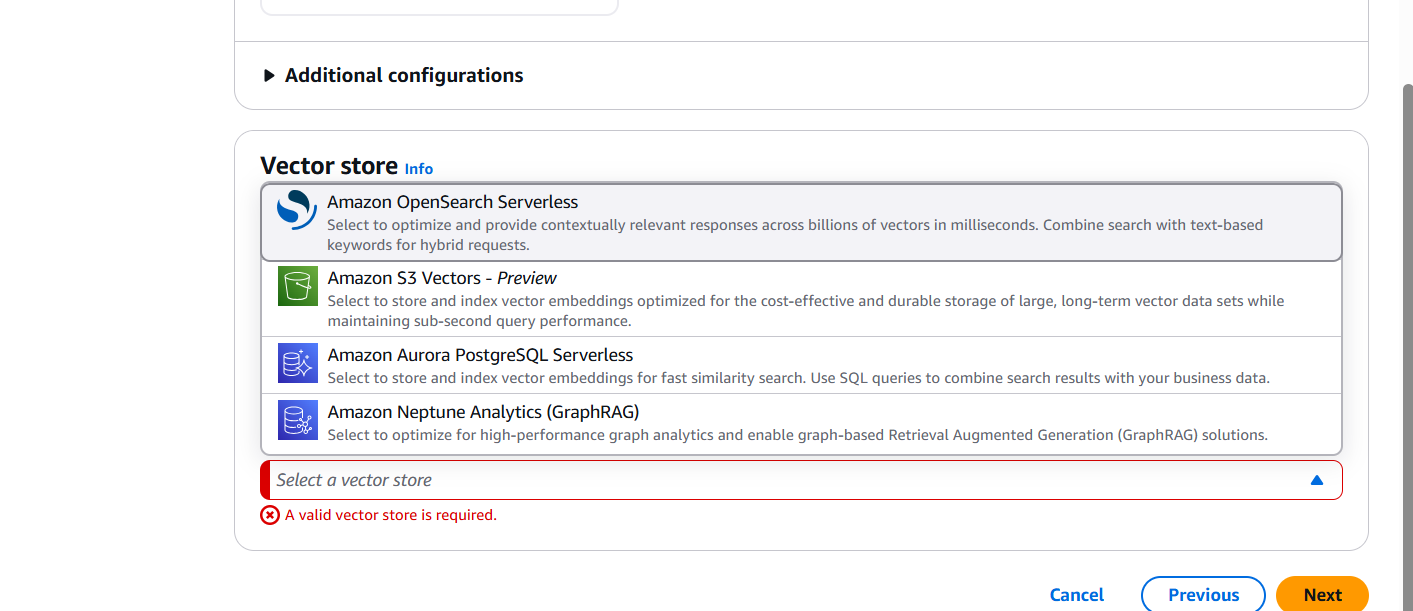 Additional configurations
Vector store Info
Amazon OpenSearch Serverless
Select to optimize and provide contextually relevant responses across billions of vectors in milliseconds. Combine search with text-based
keywords for hybrid requests.
Amazon S3 Vectors - Preview
Select to store and index vector embeddings optimized for the cost-effective and durable storage of large, long-term vector data sets while
maintaining sub-second query performance.
Amazon Aurora PostgreSQL Serverless
Select to store and index vector embeddings for fast similarity search. Use SQL queries to combine search results with your business data.
Amazon Neptune Analytics (GraphRAG)
Select to optimize for high-performance graph analytics and enable graph-based Retrieval Augmented Generation (GraphRAG) solutions.
Select a vector store
A valid vector store is required.
Cancel Previous Next